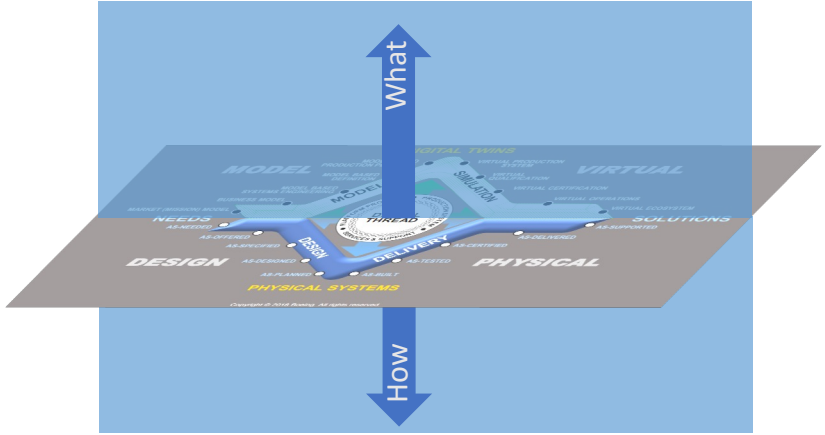 What
DIGITAL TWINS
MODEL
VIRTUAL
VIRTUAL PRODUCTION
SYSTEM
MODEL BASED
VIRTUAL
QUALIFICATION
MODEL BASED
SYSTEMS ENGINEERING
VIRTUAL CERTIFICATION
BUSINESS MODEL
VIRTUAL OPERATIONS
MARKET (MISSION) MODEL
VIRTUAL ECOSYSTEM
MODEL
SIMULATION
NEEDS
THREAD
SOLUTIONS
AS-NEEDED
AS-SUPPORTED
AS-OFFERED
SERVICES & SUPPORT
AS-DELIVERED
AS-SPECIFIED
DESIGN
DELIVERY
AS-CERTIFIED
DESIGN
AS-DESIGNED
AS-TESTED
PHYSICAL
AS-PLANNED
AS-BUILT
PHYSICAL SYSTEMS
Copyright © 2018 Boeing. All rights reserved.
How